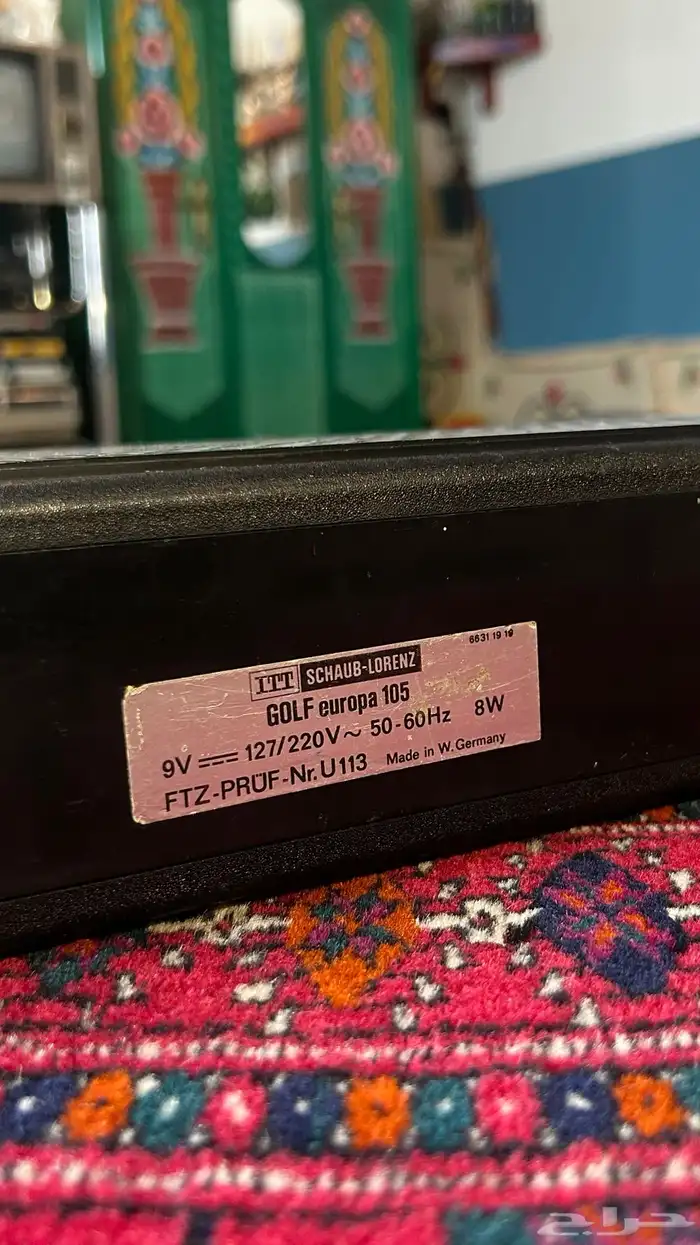 6631 19 19
ITT SCHAUB-LORENZ
GOLF europa 105
9V ⎓ 127/220V ~ 50-60Hz 8W
FTZ-PRÜF-Nr. U113 Made in W. Germany
حراج